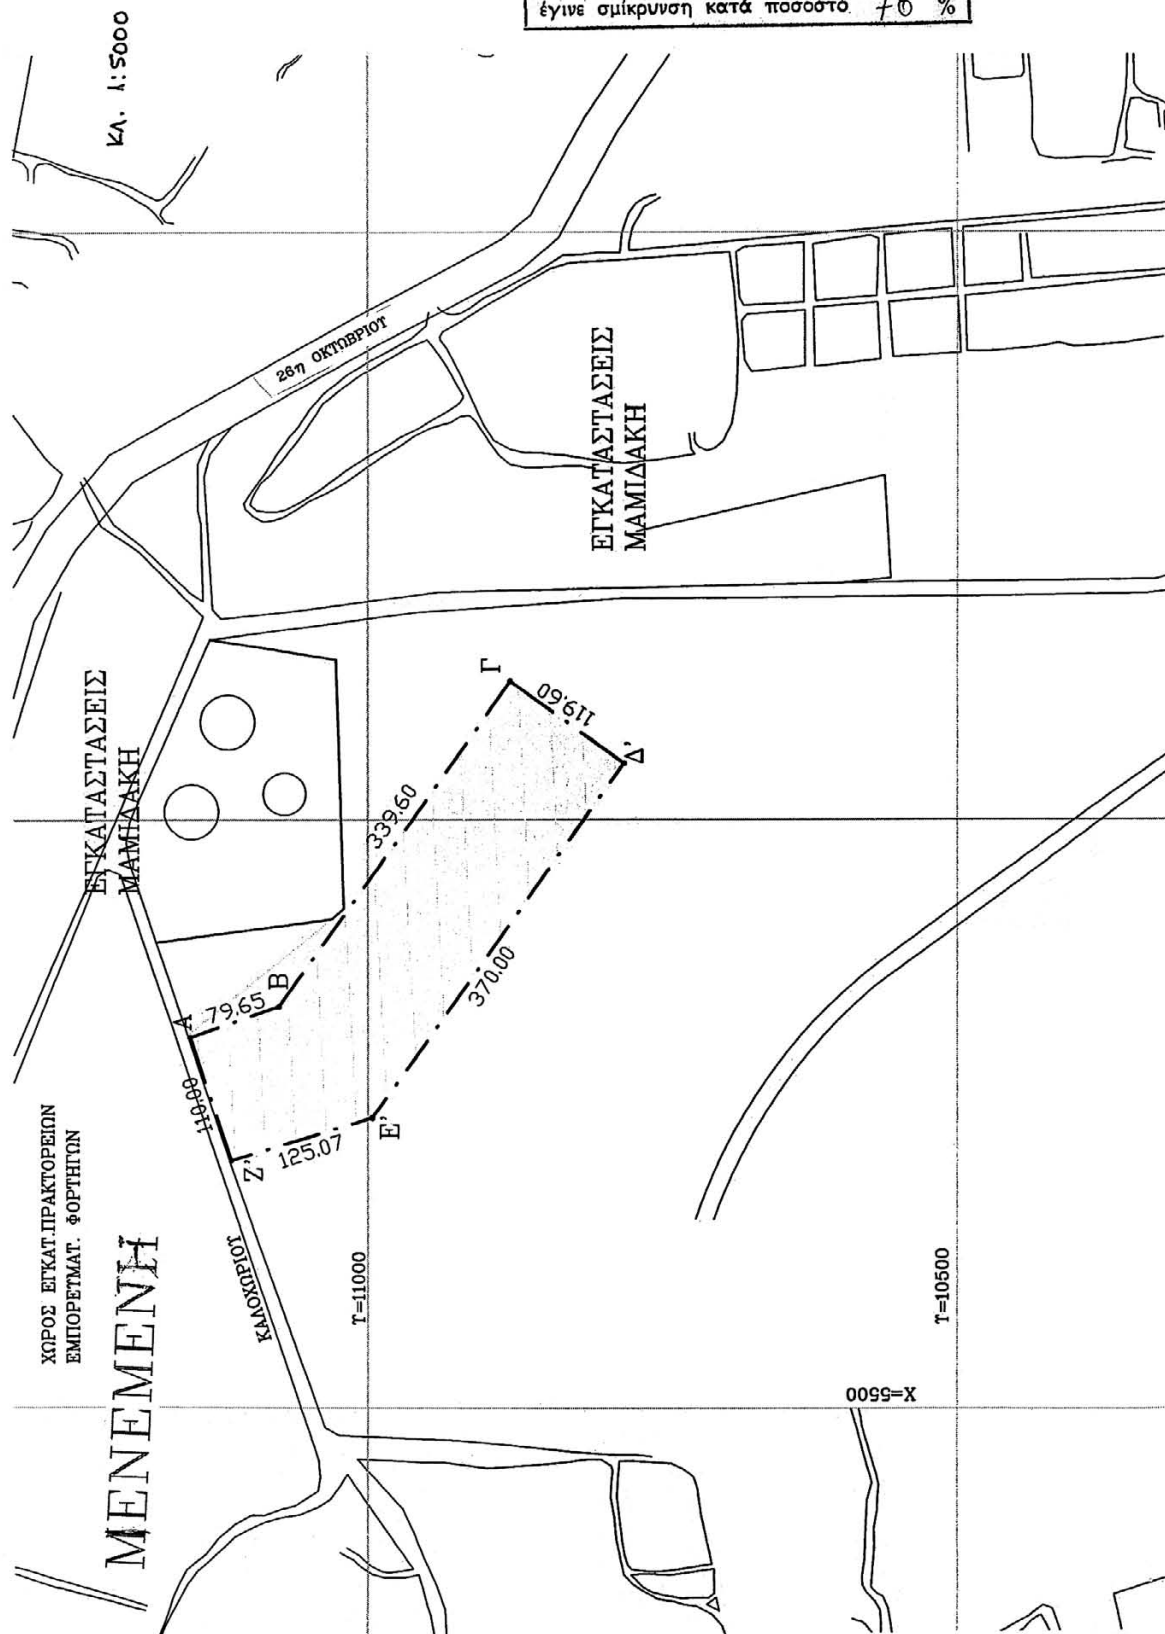 έγινε σμίκρυνση κατά ποσοστό 70 %
ΚΛ. 1:5000
26η ΟΚΤΩΒΡΙΟΥ
ΕΓΚΑΤΑΣΤΑΣΕΙΣ
ΜΑΜΙΔΑΚΗ
ΕΓΚΑΤΑΣΤΑΣΕΙΣ
ΜΑΜΙΔΑΚΗ
Γ
119.60
Δ'
339.60
370.00
Α
79.65
Β
110.00
Ζ'
125.07
Ε'
ΧΩΡΟΣ ΕΓΚΑΤ.ΠΡΑΚΤΟΡΕΙΩΝ
ΕΜΠΟΡΕΥΜΑΤ. ΦΟΡΤΗΓΩΝ
ΜΕΝΕΜΕΝΗ
ΚΑΛΟΧΩΡΙΟΥ
Υ=11000
Υ=10500
Χ=5500